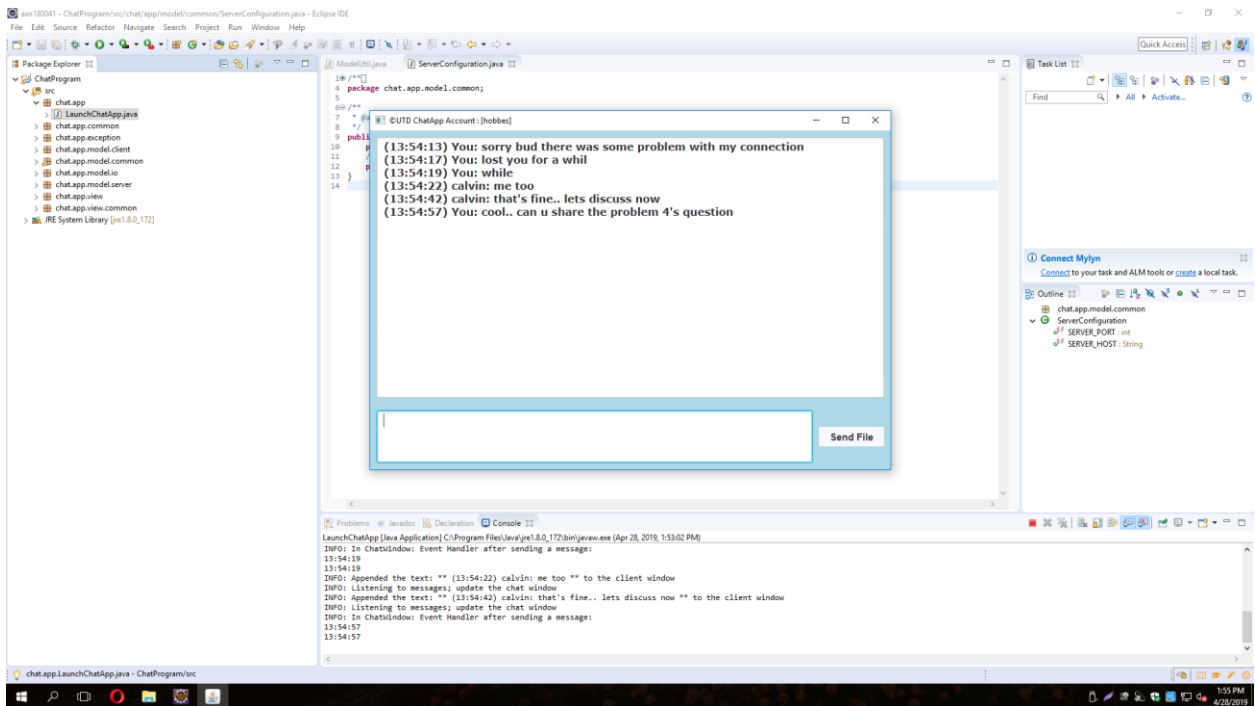 avn180041 - ChatProgram/src/chat/app/model/common/ServerConfiguration.java - Eclipse IDE
File Edit Source Refactor Navigate Search Project Run Window Help
Quick Access
Package Explorer
ChatProgram
src
chat.app
LaunchChatApp.java
chat.app.common
chat.app.exception
chat.app.model.client
chat.app.model.common
chat.app.model.io
chat.app.model.server
chat.app.view
chat.app.view.common
JRE System Library [jre1.8.0_172]
ModelUtil.java ServerConfiguration.java
1 /**
4 package chat.app.model.common;
5
6 /**
7 *
8 */
9 publi
10 p
11 /
12 p
13 }
14
©UTD ChatApp Account : [hobbes]
(13:54:13) You: sorry bud there was some problem with my connection
(13:54:17) You: lost you for a whil
(13:54:19) You: while
(13:54:22) calvin: me too
(13:54:42) calvin: that's fine.. lets discuss now
(13:54:57) You: cool.. can u share the problem 4's question
Send File
Task List
Find All Activate...
Connect Mylyn
Connect to your task and ALM tools or create a local task.
Outline
chat.app.model.common
ServerConfiguration
SERVER_PORT : int
SERVER_HOST : String
Problems Javadoc Declaration Console
LaunchChatApp [Java Application] C:\Program Files\Java\jre1.8.0_172\bin\javaw.exe (Apr 28, 2019, 1:53:02 PM)
INFO: In ChatWindow: Event Handler after sending a message:
13:54:19
13:54:19
INFO: Appended the text: ** (13:54:22) calvin: me too ** to the client window
INFO: Listening to messages; update the chat window
INFO: Appended the text: ** (13:54:42) calvin: that's fine.. lets discuss now ** to the client window
INFO: Listening to messages; update the chat window
INFO: In ChatWindow: Event Handler after sending a message:
13:54:57
13:54:57
chat.app.LaunchChatApp.java - ChatProgram/src
1:55 PM
4/28/2019